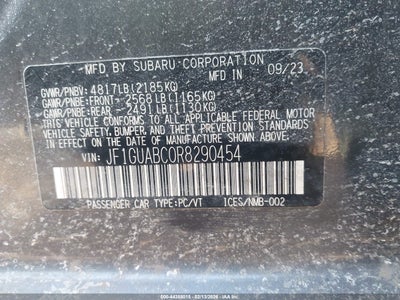 MFD. BY SUBARU CORPORATION 09/23
GVWR/PNBV: 4817LB(2185KG)
GAWR/PNBE: FRONT- 2568LB(1165KG)
GAWR/PNBE: REAR - 2491LB(1130KG)
THIS VEHICLE CONFORMS TO ALL APPLICABLE FEDERAL MOTOR
VEHICLE SAFETY, BUMPER, AND THEFT PREVENTION STANDARDS
IN EFFECT ON THE DATE OF MANUFACTURE SHOWN ABOVE.
VIN: JF1GUABC0R8290454
PASSENGER CAR TYPE:PC/VT ICES/NMB-002